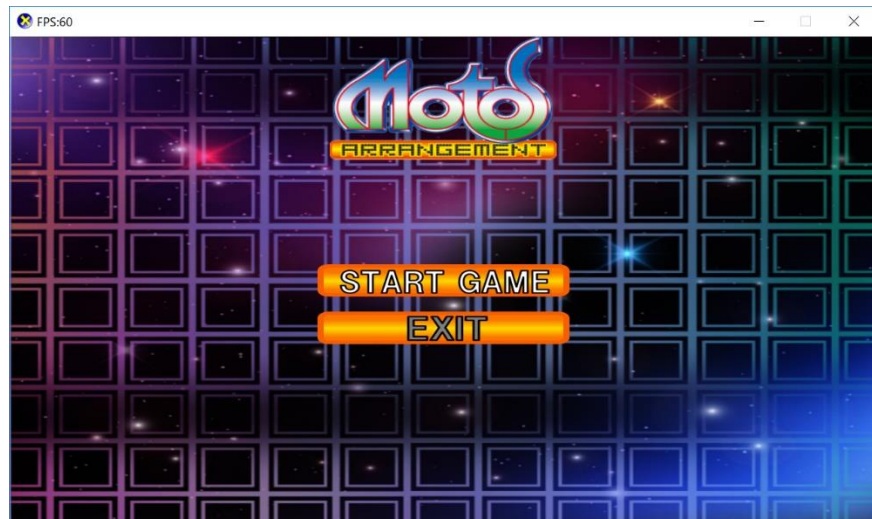 FPS:60
Motos
ARRANGEMENT
START GAME
EXIT